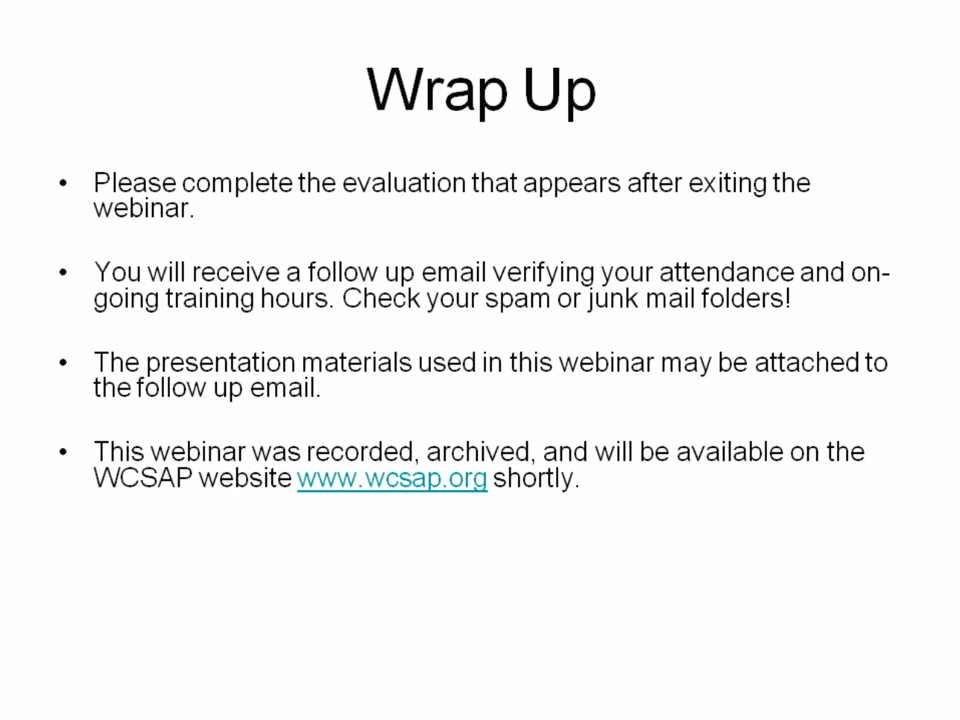 Wrap Up
• Please complete the evaluation that appears after exiting the
webinar.
• You will receive a follow up email verifying your attendance and on-
going training hours. Check your spam or junk mail folders!
• The presentation materials used in this webinar may be attached to
the follow up email.
• This webinar was recorded, archived, and will be available on the
WCSAP website www.wcsap.org shortly.